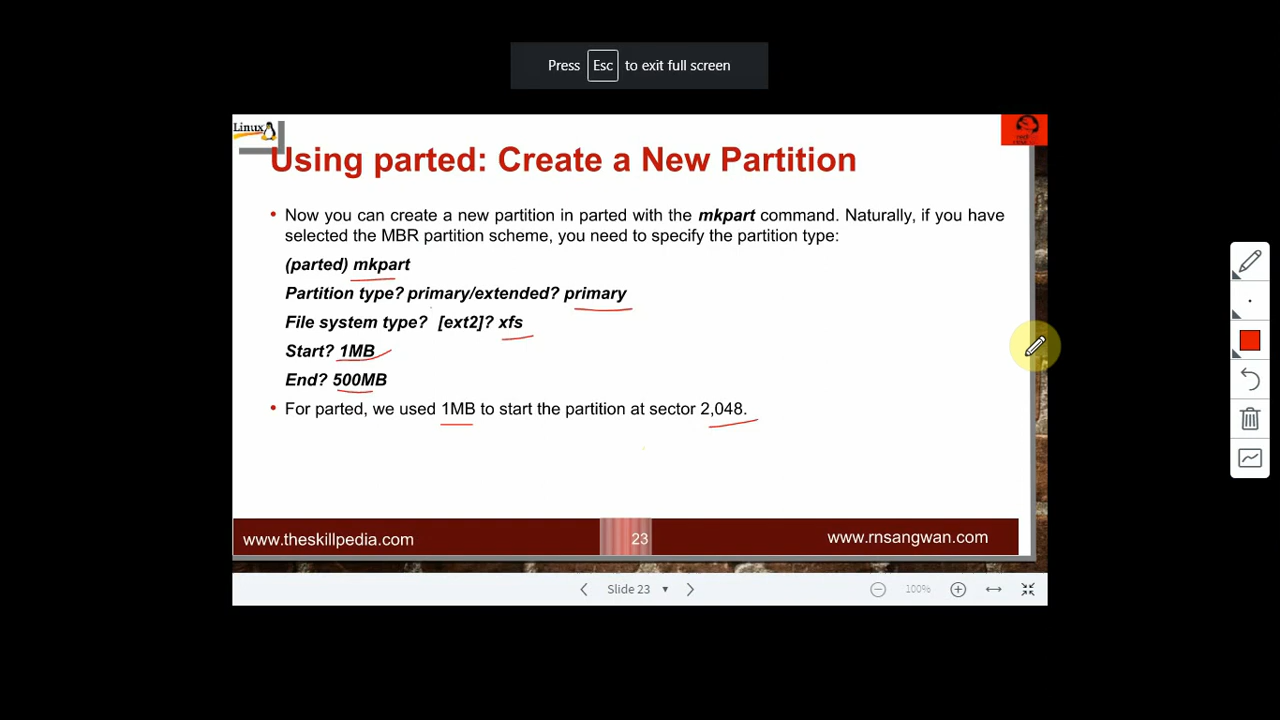 Press Esc to exit full screen
Linux
Using parted: Create a New Partition
• Now you can create a new partition in parted with the mkpart command. Naturally, if you have
selected the MBR partition scheme, you need to specify the partition type:
(parted) mkpart
Partition type? primary/extended? primary
File system type? [ext2]? xfs
Start? 1MB
End? 500MB
• For parted, we used 1MB to start the partition at sector 2,048.
www.theskillpedia.com
23
www.rnsangwan.com
Slide 23
100%